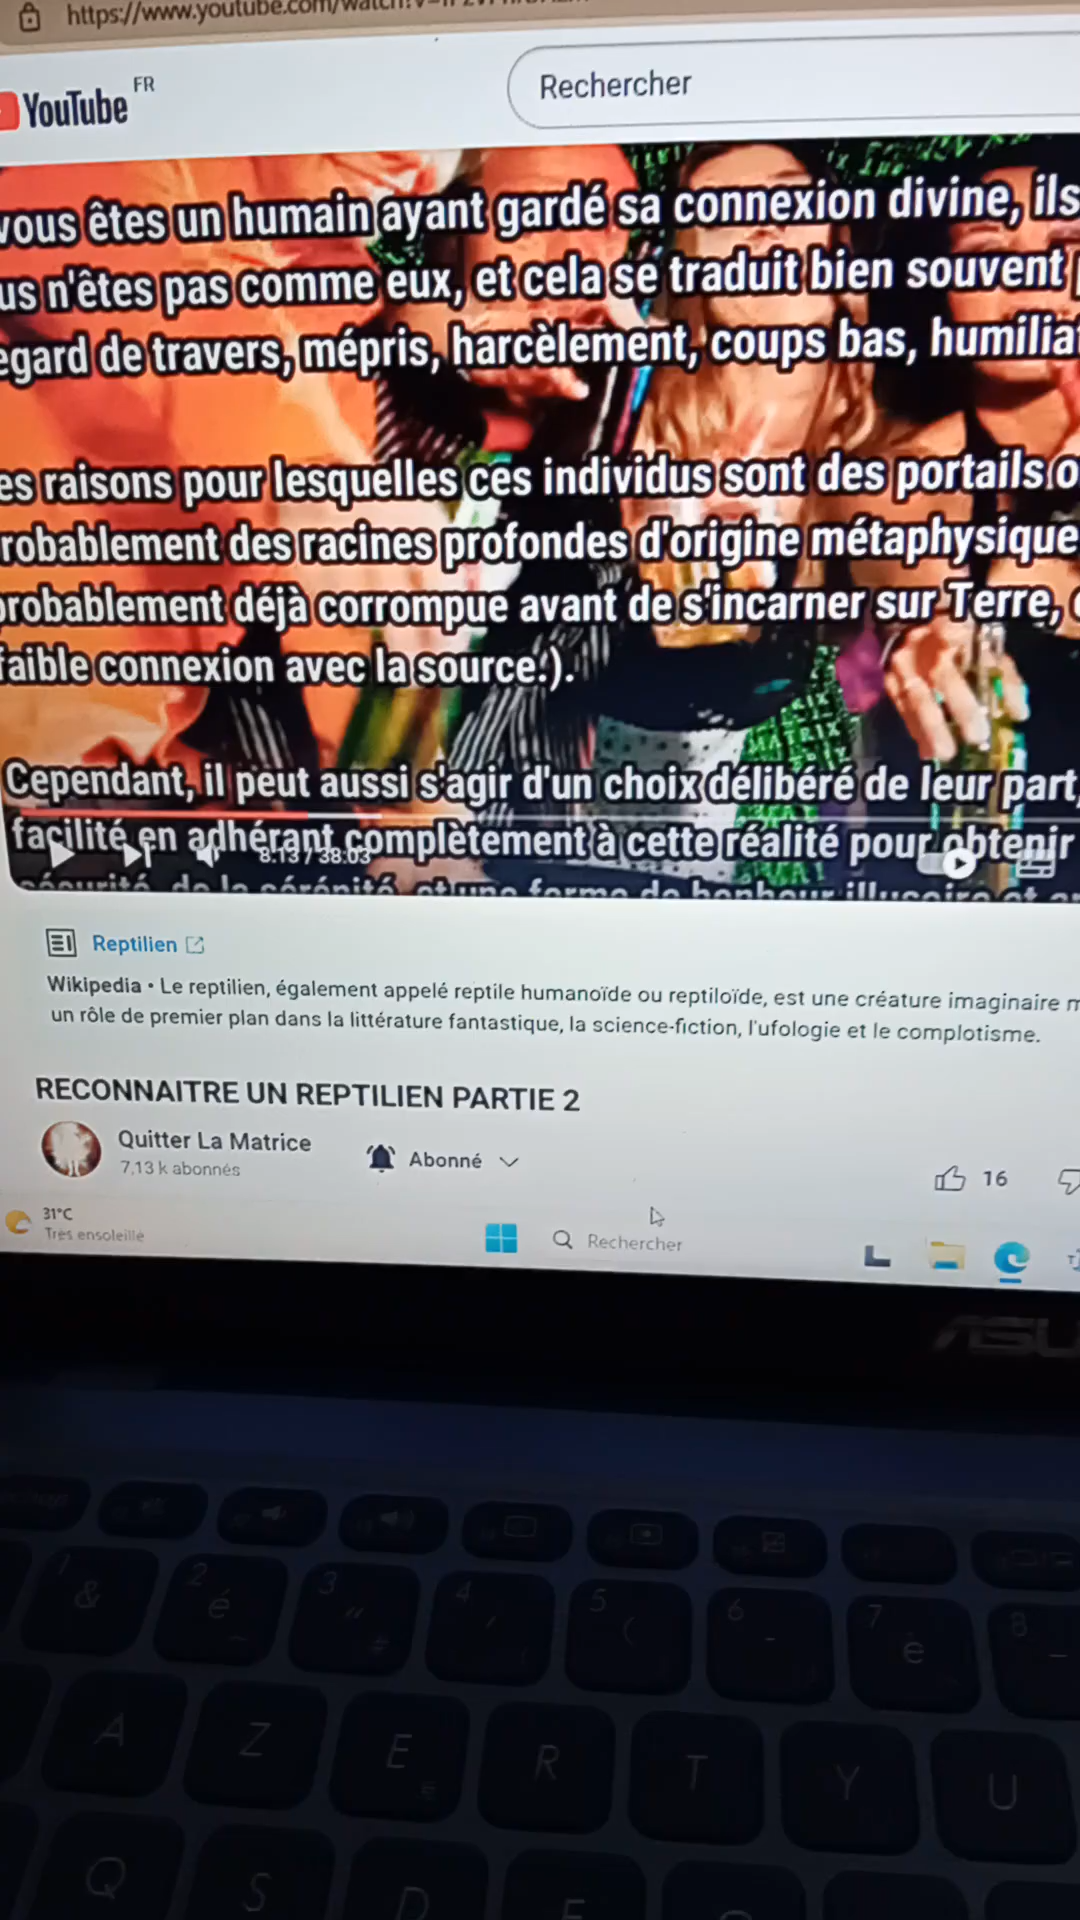 https://www.youtube.com/watch?v=
YouTube FR
Rechercher
vous êtes un humain ayant gardé sa connexion divine, ils
us n'êtes pas comme eux, et cela se traduit bien souvent
egard de travers, mépris, harcèlement, coups bas, humilia
es raisons pour lesquelles ces individus sont des portails o
robablement des racines profondes d'origine métaphysique
probablement déjà corrompue avant de s'incarner sur Terre,
faible connexion avec la source.).
MATRIX
Cependant, il peut aussi s'agir d'un choix délibéré de leur part,
facilité en adhérant complètement à cette réalité pour obtenir
8:13 / 38:03
Reptilien
Wikipedia • Le reptilien, également appelé reptile humanoïde ou reptiloïde, est une créature imaginaire
un rôle de premier plan dans la littérature fantastique, la science-fiction, l'ufologie et le complotisme.
RECONNAITRE UN REPTILIEN PARTIE 2
Quitter La Matrice
7,13 k abonnés
Abonné
16
31°C
Très ensoleillé
Rechercher
ASU
1 2 3 4 5 6 7 8
& é " ' ( - è _
A Z E R T Y U
Q S D F